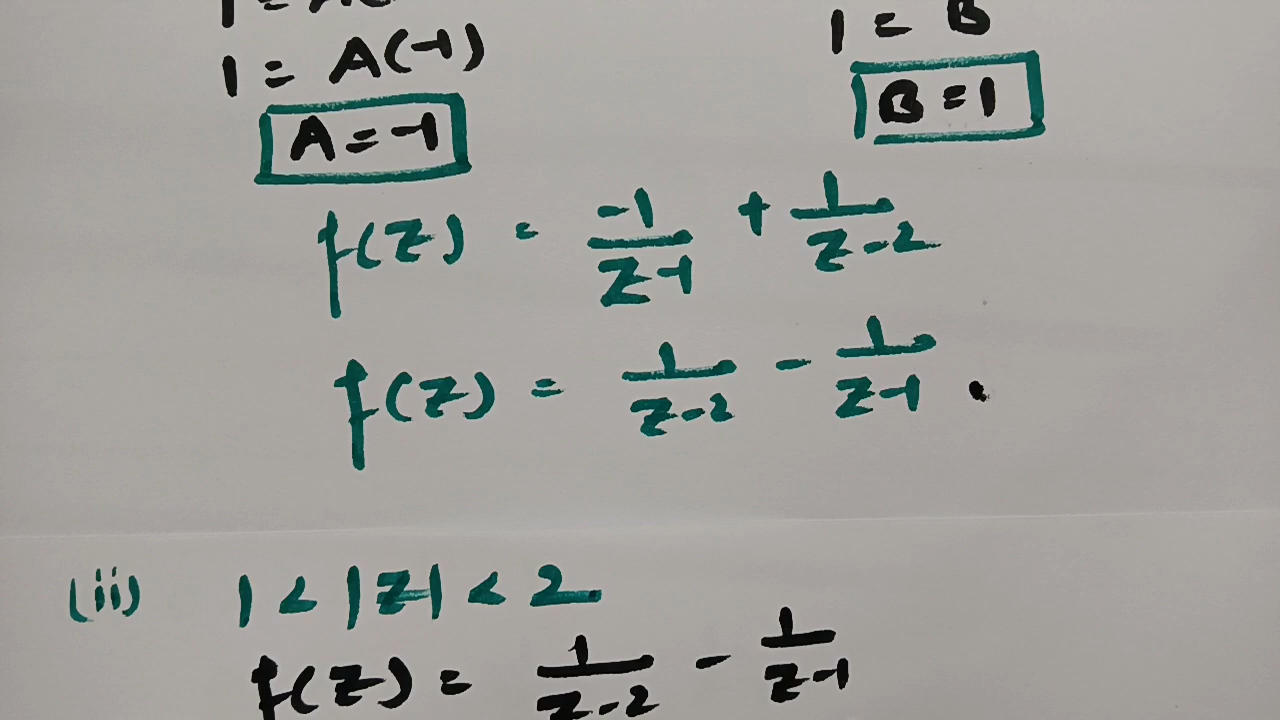 1 = A(-1)
A = -1
1 = B
B = 1
f(z) = -1/z-1 + 1/z-2
f(z) = 1/z-2 - 1/z-1 .
(ii) 1 < |z| < 2.
f(z) = 1/z-2 - 1/z-1